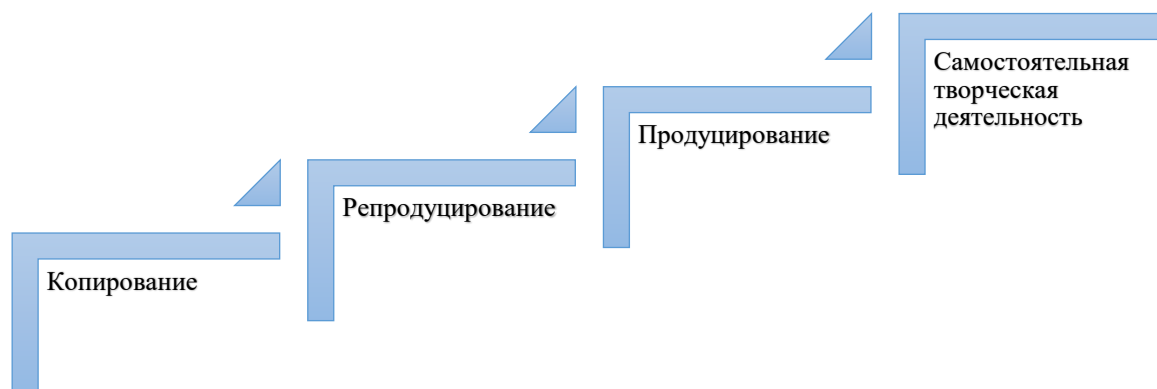 Копирование
Репродуцирование
Продуцирование
Самостоятельная
творческая
деятельность